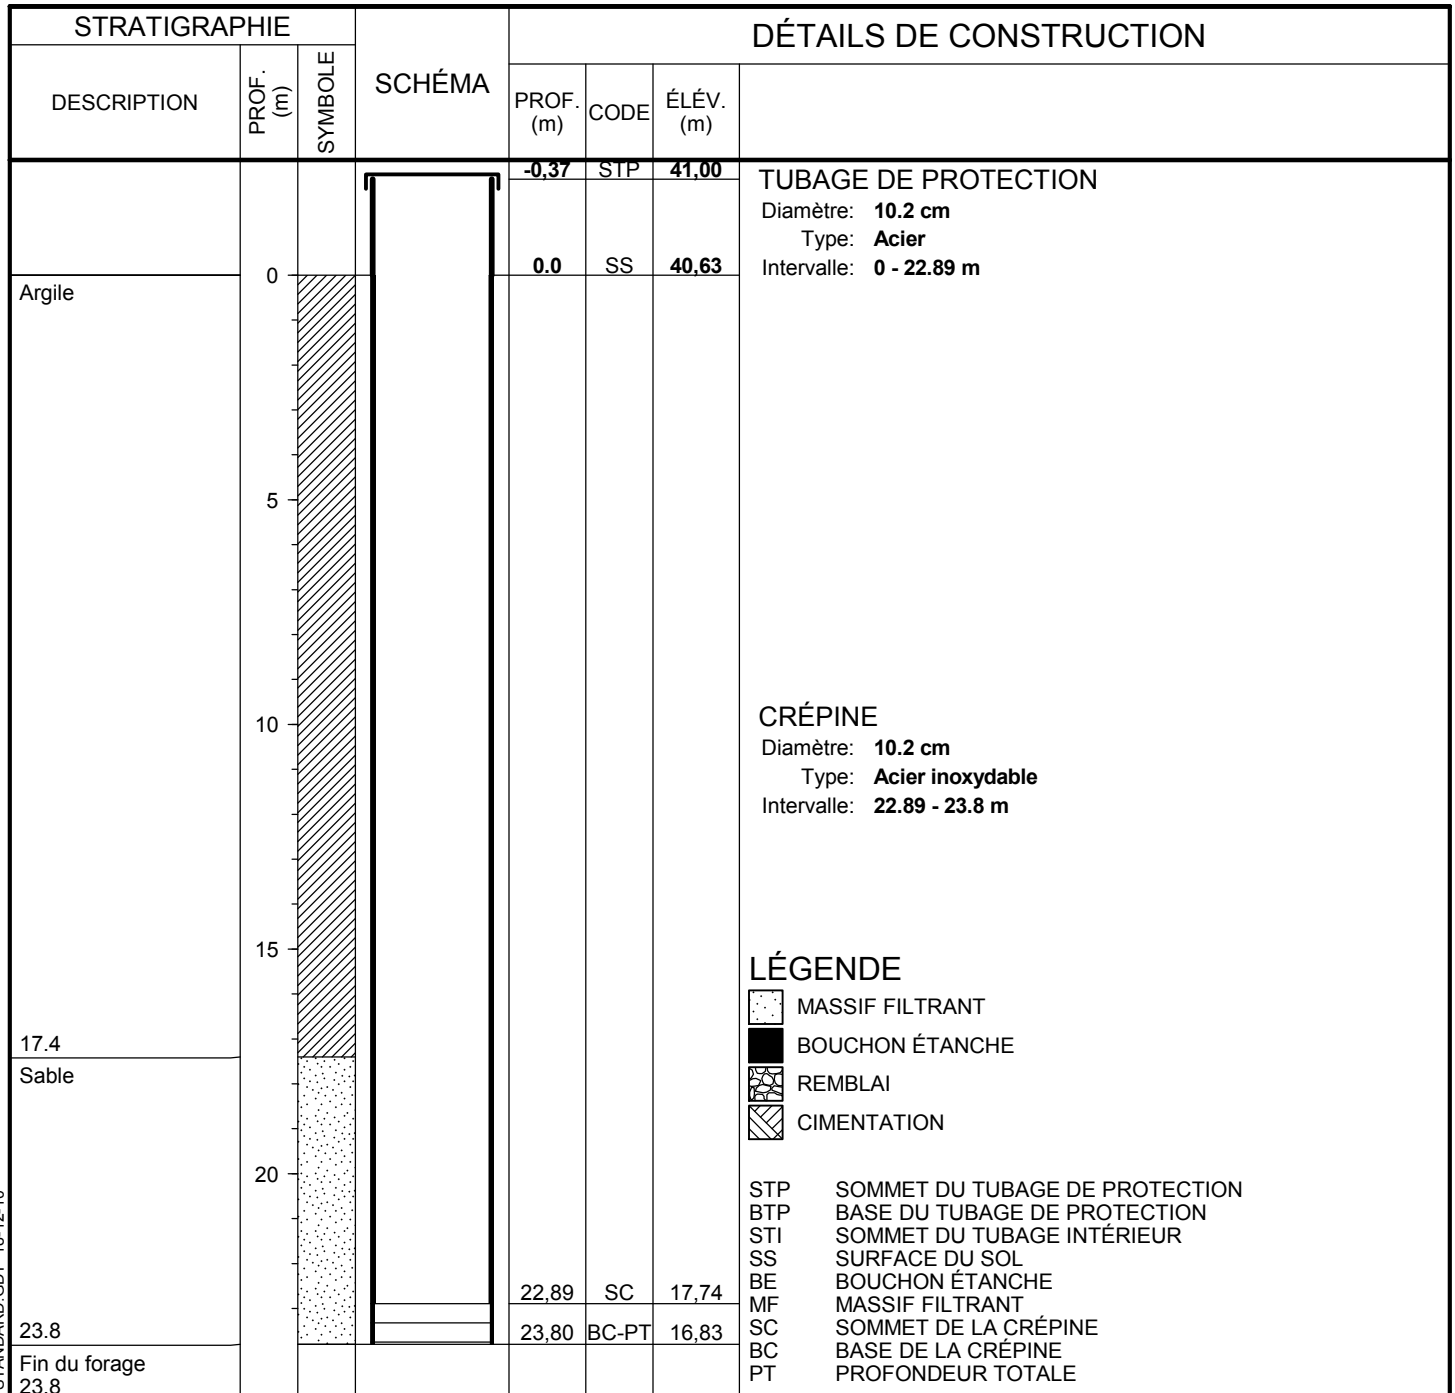 STRATIGRAPHIE
DESCRIPTION
PROF. (m)
SYMBOLE
SCHÉMA
DÉTAILS DE CONSTRUCTION
PROF. (m)
CODE
ÉLÉV. (m)
-0,37 STP 41,00
TUBAGE DE PROTECTION
Diamètre: 10.2 cm
Type: Acier
Intervalle: 0 - 22.89 m
0.0 SS 40,63
0
Argile
5
10
CRÉPINE
Diamètre: 10.2 cm
Type: Acier inoxydable
Intervalle: 22.89 - 23.8 m
15
17.4
Sable
20
LÉGENDE
MASSIF FILTRANT
BOUCHON ÉTANCHE
REMBLAI
CIMENTATION
STP SOMMET DU TUBAGE DE PROTECTION
BTP BASE DU TUBAGE DE PROTECTION
STI SOMMET DU TUBAGE INTÉRIEUR
SS SURFACE DU SOL
BE BOUCHON ÉTANCHE
MF MASSIF FILTRANT
SC SOMMET DE LA CRÉPINE
BC BASE DE LA CRÉPINE
PT PROFONDEUR TOTALE
22,89 SC 17,74
23,80 BC-PT 16,83
23.8
Fin du forage
23.8